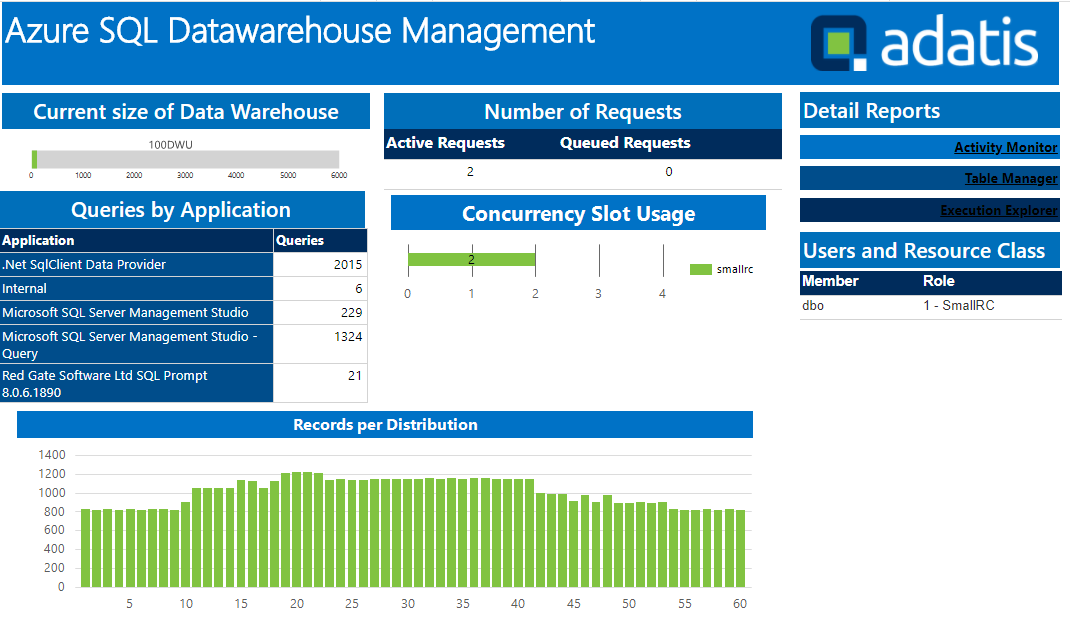 Azure SQL Datawarehouse Management
adatis
Current size of Data Warehouse
100DWU
0 1000 2000 3000 4000 5000 6000
Number of Requests
Active Requests Queued Requests
2 0
Detail Reports
Activity Monitor
Table Manager
Execution Explorer
Queries by Application
Application Queries
.Net SqlClient Data Provider 2015
Internal 6
Microsoft SQL Server Management Studio 229
Microsoft SQL Server Management Studio - 1324
Query
Red Gate Software Ltd SQL Prompt 21
8.0.6.1890
Concurrency Slot Usage
2
smallrc
0 1 2 3 4
Users and Resource Class
Member Role
dbo 1 - SmallRC
Records per Distribution
1400
1200
1000
800
600
400
200
0
5 10 15 20 25 30 35 40 45 50 55 60